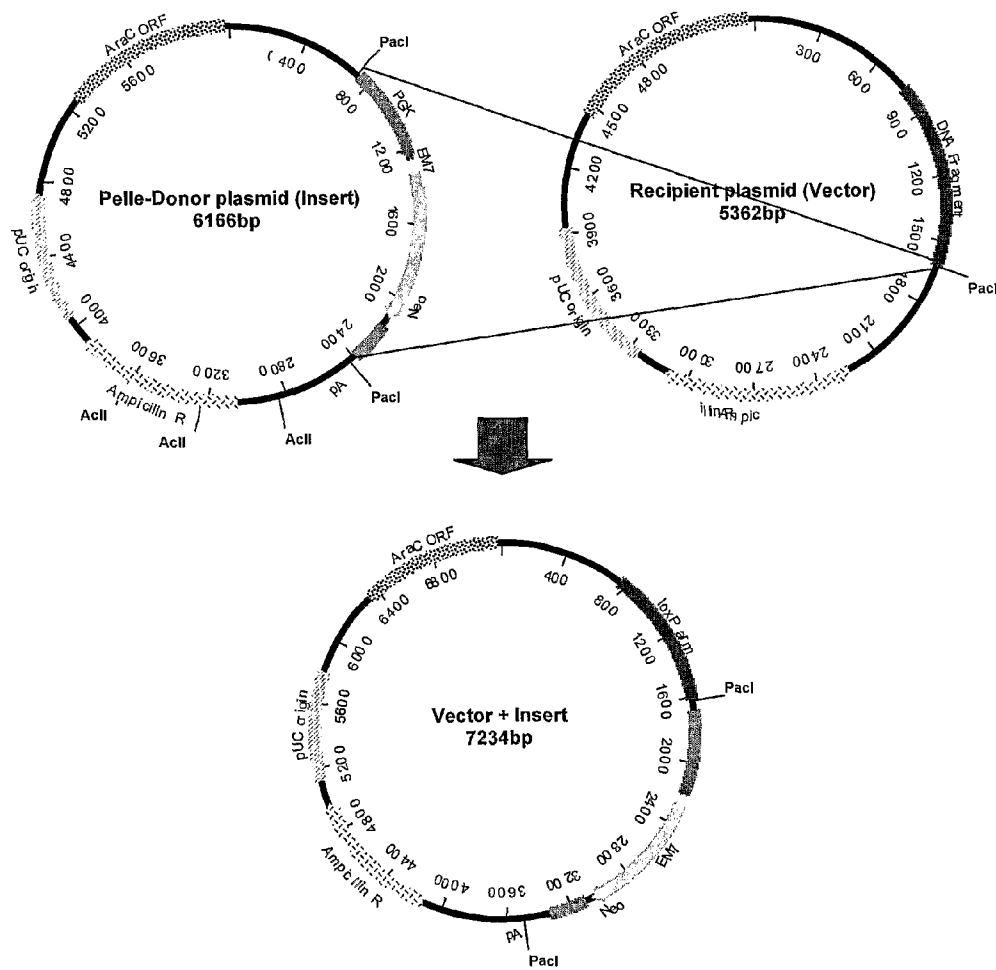 AraC ORF
( 400
PacI
800
PGK
1200
EM7
1600
2000
Neo
2400
pA
PacI
2800
AclI
3200
AclI
Ampicillin R
AclI
3600
4000
pUC origin
4400
4800
5200
5600
Pelle-Donor plasmid (Insert)
6166bp
AraC ORF
300
600
900
DNA Fragment
1200
1500
PacI
1800
2100
2400
2700
3000
3300
pUC origin
3600
3900
4200
4500
4800
Recipient plasmid (Vector)
5362bp
AraC ORF
400
800
loxP arm
1200
1600
PacI
2000
2400
EM7
2800
Neo
3200
pA
3600
PacI
4000
4400
Ampicillin R
4800
5200
pUC origin
5600
6000
6400
6800
Vector + Insert
7234bp